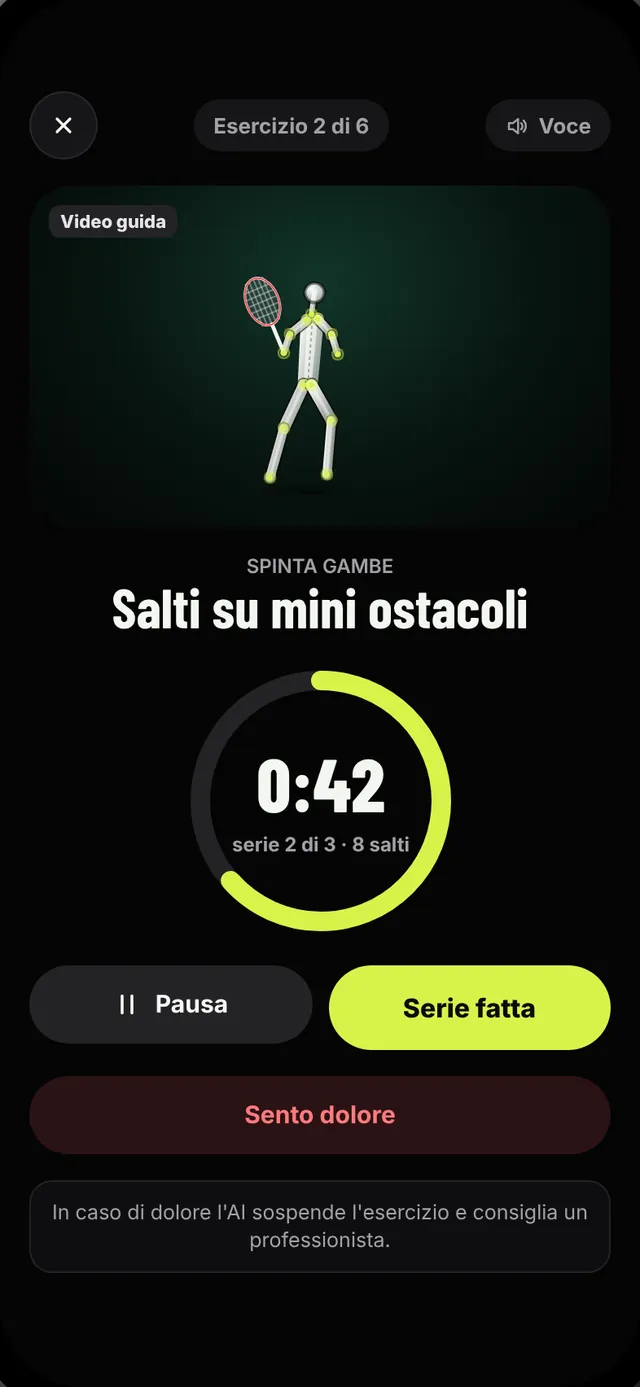 Esercizio 2 di 6
Voce
Video guida
SPINTA GAMBE
Salti su mini ostacoli
0:42
serie 2 di 3 · 8 salti
Pausa
Serie fatta
Sento dolore
In caso di dolore l'AI sospende l'esercizio e consiglia un
professionista.